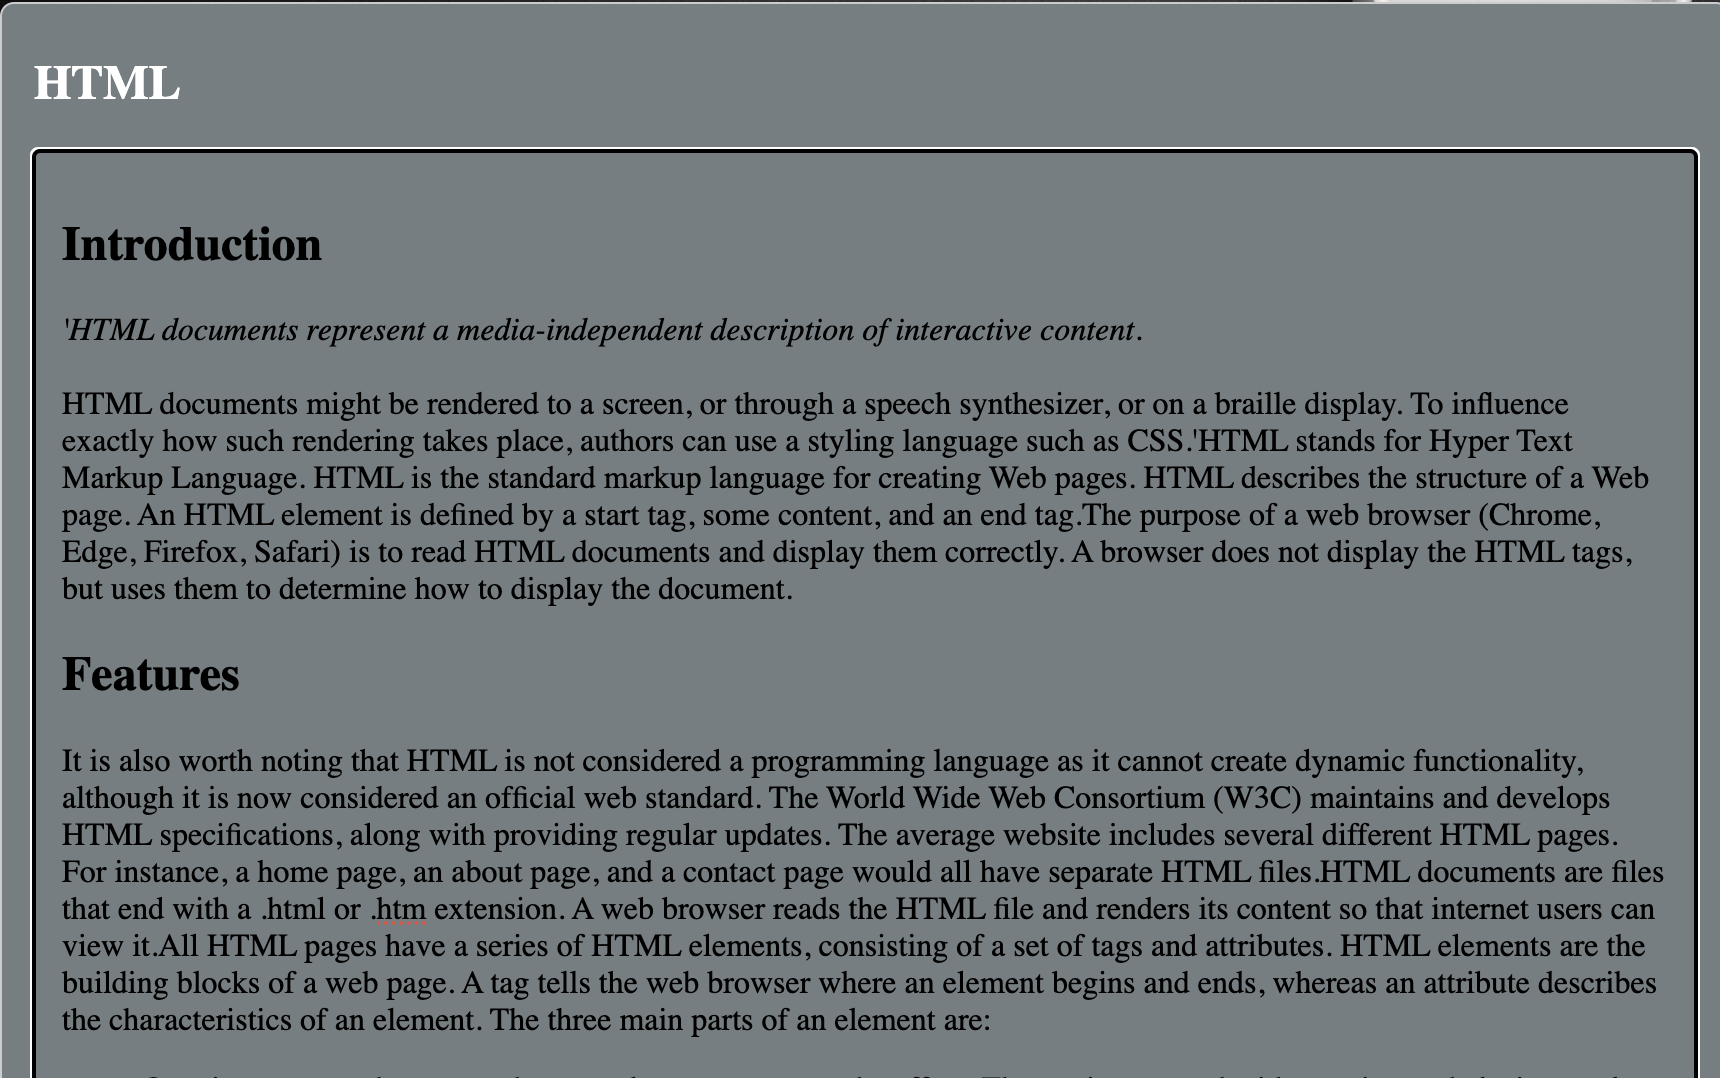 HTML
Introduction
'HTML documents represent a media-independent description of interactive content.
HTML documents might be rendered to a screen, or through a speech synthesizer, or on a braille display. To influence
exactly how such rendering takes place, authors can use a styling language such as CSS.'HTML stands for Hyper Text
Markup Language. HTML is the standard markup language for creating Web pages. HTML describes the structure of a Web
page. An HTML element is defined by a start tag, some content, and an end tag.The purpose of a web browser (Chrome,
Edge, Firefox, Safari) is to read HTML documents and display them correctly. A browser does not display the HTML tags,
but uses them to determine how to display the document.
Features
It is also worth noting that HTML is not considered a programming language as it cannot create dynamic functionality,
although it is now considered an official web standard. The World Wide Web Consortium (W3C) maintains and develops
HTML specifications, along with providing regular updates. The average website includes several different HTML pages.
For instance, a home page, an about page, and a contact page would all have separate HTML files.HTML documents are files
that end with a .html or .htm extension. A web browser reads the HTML file and renders its content so that internet users can
view it.All HTML pages have a series of HTML elements, consisting of a set of tags and attributes. HTML elements are the
building blocks of a web page. A tag tells the web browser where an element begins and ends, whereas an attribute describes
the characteristics of an element. The three main parts of an element are: